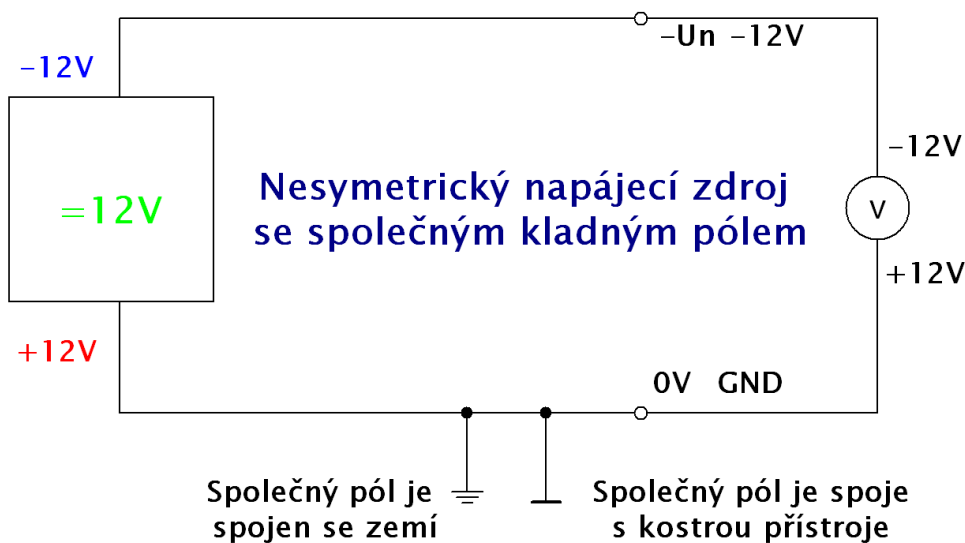 -Un -12V
-12V
-12V
=12V
Nesymetrický napájecí zdroj
se společným kladným pólem
V
+12V
+12V
0V GND
Společný pól je
spojen se zemí
Společný pól je spoje
s kostrou přístroje